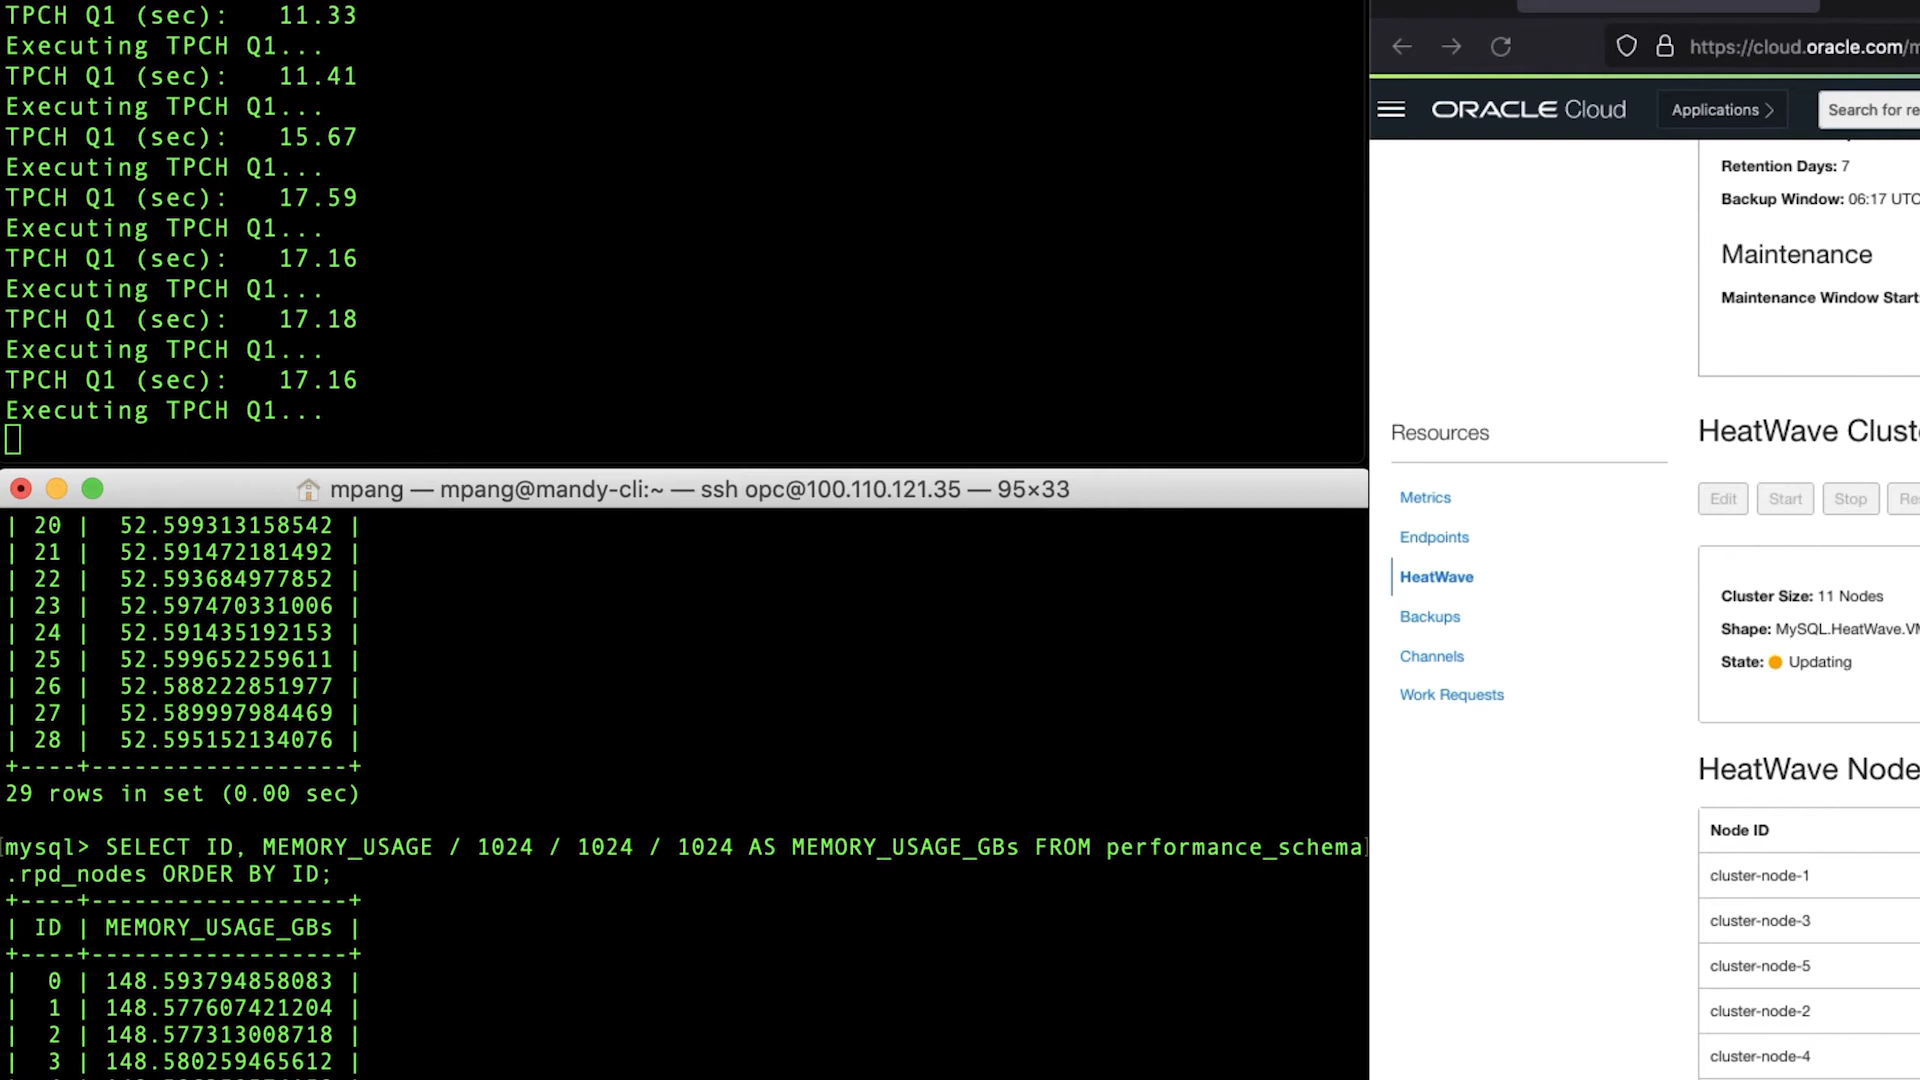 TPCH Q1 (sec):   11.33
Executing TPCH Q1...
TPCH Q1 (sec):   11.41
Executing TPCH Q1...
TPCH Q1 (sec):   15.67
Executing TPCH Q1...
TPCH Q1 (sec):   17.59
Executing TPCH Q1...
TPCH Q1 (sec):   17.16
Executing TPCH Q1...
TPCH Q1 (sec):   17.18
Executing TPCH Q1...
TPCH Q1 (sec):   17.16
Executing TPCH Q1...
mpang — mpang@mandy-cli:~ — ssh opc@100.110.121.35 — 95×33
| 20 |  52.599313158542 |
| 21 |  52.591472181492 |
| 22 |  52.593684977852 |
| 23 |  52.597470331006 |
| 24 |  52.591435192153 |
| 25 |  52.599652259611 |
| 26 |  52.588222851977 |
| 27 |  52.589997984469 |
| 28 |  52.595152134076 |
+----+------------------+
29 rows in set (0.00 sec)
[mysql> SELECT ID, MEMORY_USAGE / 1024 / 1024 / 1024 AS MEMORY_USAGE_GBs FROM performance_schema]
.rpd_nodes ORDER BY ID;
+----+------------------+
| ID | MEMORY_USAGE_GBs |
+----+------------------+
|  0 | 148.593794858083 |
|  1 | 148.577607421204 |
|  2 | 148.577313008718 |
|  3 | 148.580259465612 |
https://cloud.oracle.com/m
ORACLE Cloud
Applications >
Search for re
Retention Days: 7
Backup Window: 06:17 UTC
Maintenance
Maintenance Window Start
Resources
Metrics
Endpoints
HeatWave
Backups
Channels
Work Requests
HeatWave Clust
Edit
Start
Stop
Re
Cluster Size: 11 Nodes
Shape: MySQL.HeatWave.VM
State: Updating
HeatWave Node
Node ID
cluster-node-1
cluster-node-3
cluster-node-5
cluster-node-2
cluster-node-4